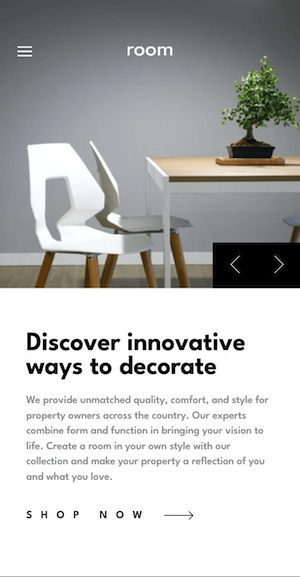 room
Discover innovative
ways to decorate
We provide unmatched quality, comfort, and style for
property owners across the country. Our experts
combine form and function in bringing your vision to
life. Create a room in your own style with our
collection and make your property a reflection of you
and what you love.
SHOP NOW